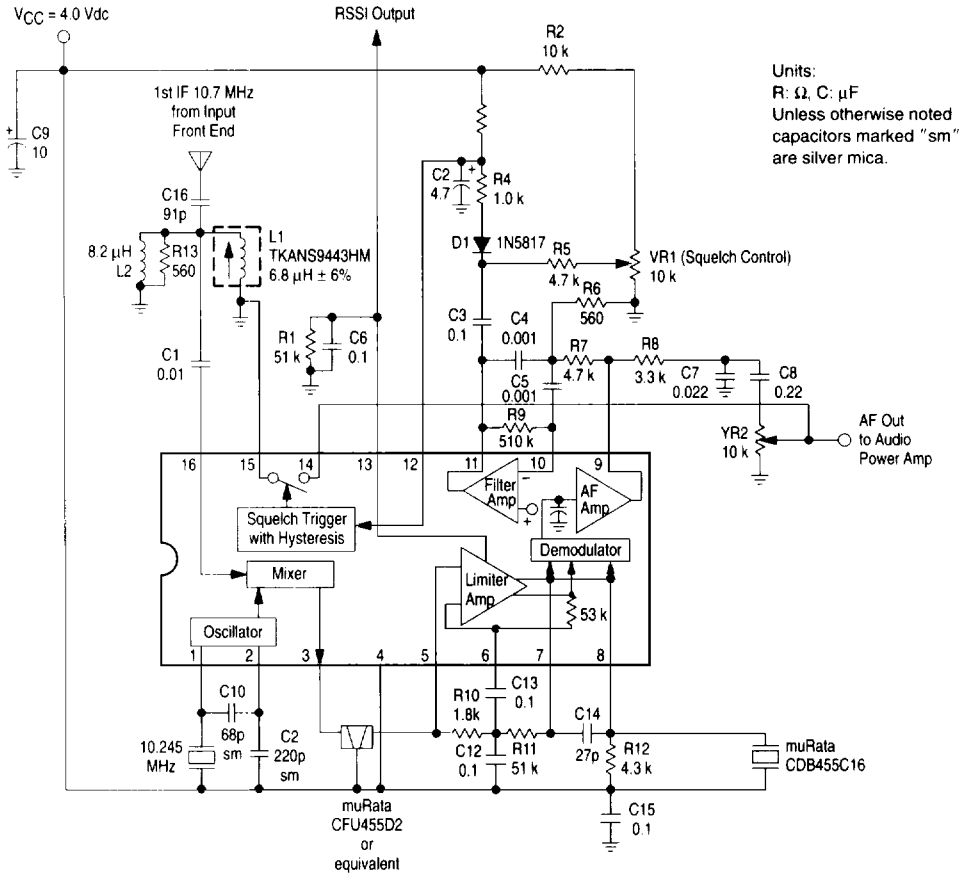 VCC = 4.0 Vdc
RSSI Output
R2
10 k
Units:
R: Ω, C: μF
Unless otherwise noted
capacitors marked "sm"
are silver mica.
1st IF 10.7 MHz
from Input
Front End
+
C9
10
C16
91p
C2
4.7
+
R4
1.0 k
8.2 μH
L2
R13
560
L1
TKANS9443HM
6.8 μH ± 6%
D1
1N5817
R5
4.7 k
VR1 (Squelch Control)
10 k
R6
560
C3
0.1
C4
0.001
R1
51 k
C6
0.1
R7
4.7 k
R8
3.3 k
C1
0.01
C5
0.001
C7
0.022
C8
0.22
R9
510 k
YR2
10 k
AF Out
to Audio
Power Amp
16
15
14
13
12
11
10
9
Filter
Amp
−
+
AF
Amp
Squelch Trigger
with Hysteresis
Demodulator
Mixer
Limiter
Amp
53 k
Oscillator
1
2
3
4
5
6
7
8
C10
68p
sm
C2
220p
sm
10.245
MHz
R10
1.8k
C13
0.1
C12
0.1
R11
51 k
C14
27p
R12
4.3 k
muRata
CDB455C16
muRata
CFU455D2
or
equivalent
C15
0.1